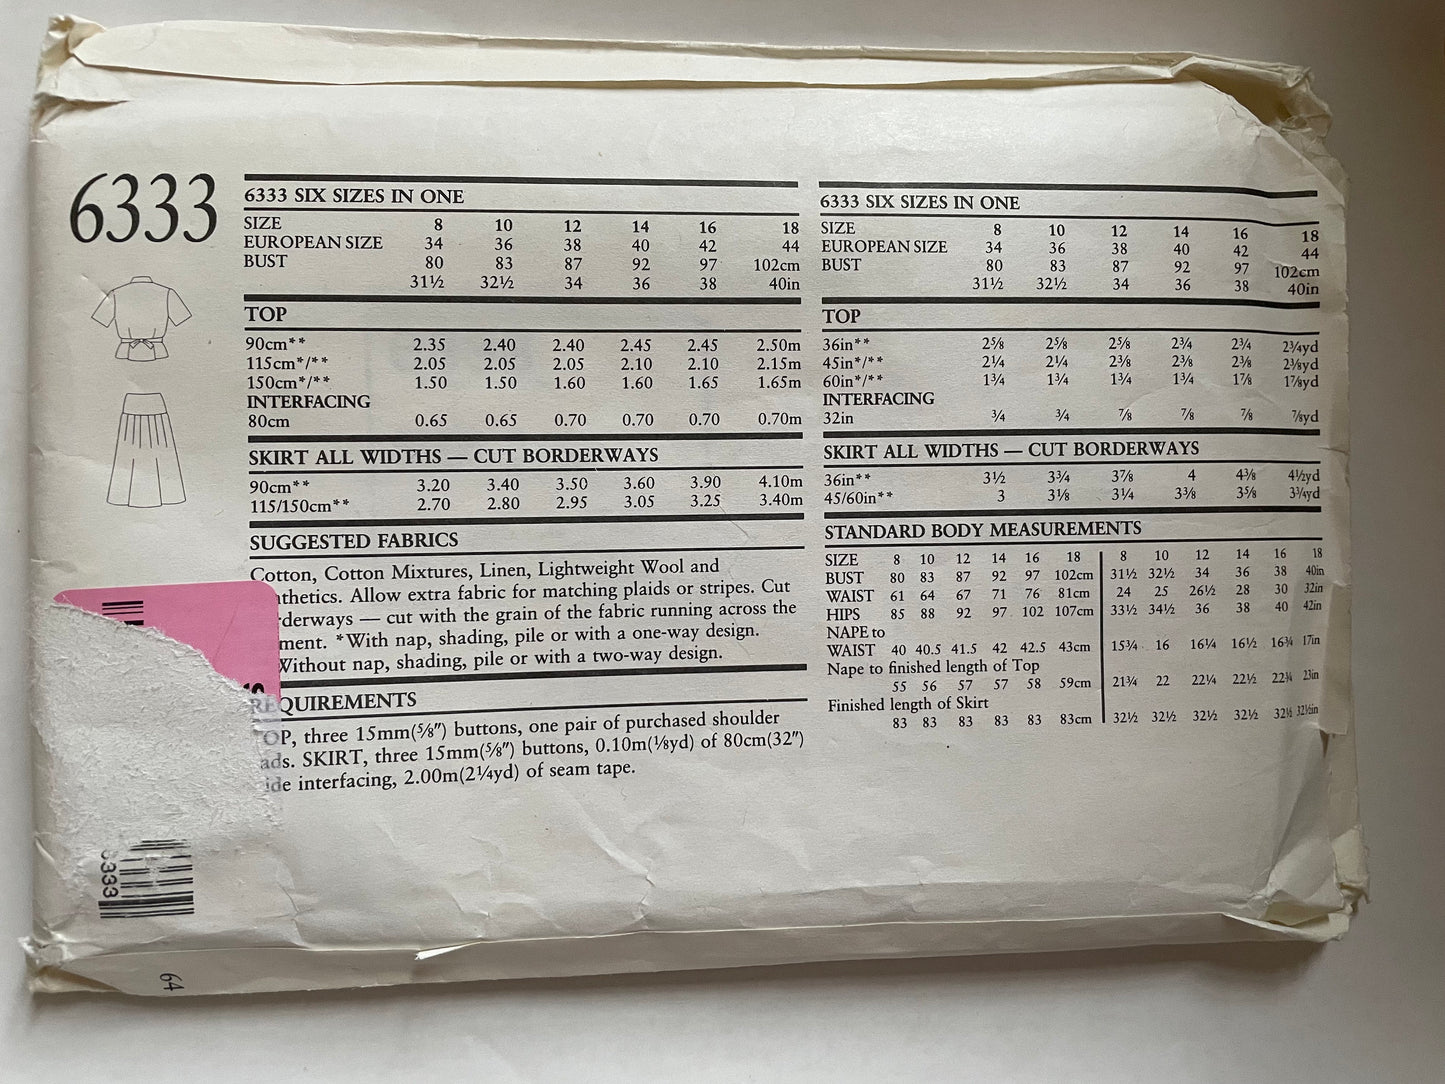 6333
6333 SIX SIZES IN ONE
SIZE 8 10 12 14 16 18
EUROPEAN SIZE 34 36 38 40 42 44
BUST 80 83 87 92 97 102cm
31½ 32½ 34 36 38 40in
TOP
90cm** 2.35 2.40 2.40 2.45 2.45 2.50m
115cm*/** 2.05 2.05 2.05 2.10 2.10 2.15m
150cm*/** 1.50 1.50 1.60 1.60 1.65 1.65m
INTERFACING
80cm 0.65 0.65 0.70 0.70 0.70 0.70m
SKIRT ALL WIDTHS — CUT BORDERWAYS
90cm** 3.20 3.40 3.50 3.60 3.90 4.10m
115/150cm** 2.70 2.80 2.95 3.05 3.25 3.40m
SUGGESTED FABRICS
Cotton, Cotton Mixtures, Linen, Lightweight Wool and
nthetics. Allow extra fabric for matching plaids or stripes. Cut
rderways — cut with the grain of the fabric running across the
ment. *With nap, shading, pile or with a one-way design.
Without nap, shading, pile or with a two-way design.
REQUIREMENTS
OP, three 15mm(⅝") buttons, one pair of purchased shoulder
ads. SKIRT, three 15mm(⅝") buttons, 0.10m(⅛yd) of 80cm(32")
ide interfacing, 2.00m(2¼yd) of seam tape.
6333 SIX SIZES IN ONE
SIZE 8 10 12 14 16 18
EUROPEAN SIZE 34 36 38 40 42 44
BUST 80 83 87 92 97 102cm
31½ 32½ 34 36 38 40in
TOP
36in** 2⅝ 2⅝ 2⅝ 2¾ 2¾ 2¾yd
45in*/** 2¼ 2¼ 2⅜ 2⅜ 2⅜ 2⅜yd
60in*/** 1¾ 1¾ 1¾ 1¾ 1⅞ 1⅞yd
INTERFACING
32in ¾ ¾ ⅞ ⅞ ⅞ ⅞yd
SKIRT ALL WIDTHS — CUT BORDERWAYS
36in** 3½ 3¾ 3⅞ 4 4⅜ 4½yd
45/60in** 3 3⅛ 3¼ 3⅜ 3⅝ 3¾yd
STANDARD BODY MEASUREMENTS
SIZE 8 10 12 14 16 18 8 10 12 14 16 18
BUST 80 83 87 92 97 102cm 31½ 32½ 34 36 38 40in
WAIST 61 64 67 71 76 81cm 24 25 26½ 28 30 32in
HIPS 85 88 92 97 102 107cm 33½ 34½ 36 38 40 42in
NAPE to
WAIST 40 40.5 41.5 42 42.5 43cm 15¾ 16 16¼ 16½ 16¾ 17in
Nape to finished length of Top
55 56 57 57 58 59cm 21¾ 22 22¼ 22½ 22¾ 23in
Finished length of Skirt
83 83 83 83 83 83cm 32½ 32½ 32½ 32½ 32½ 32½in
6333
64